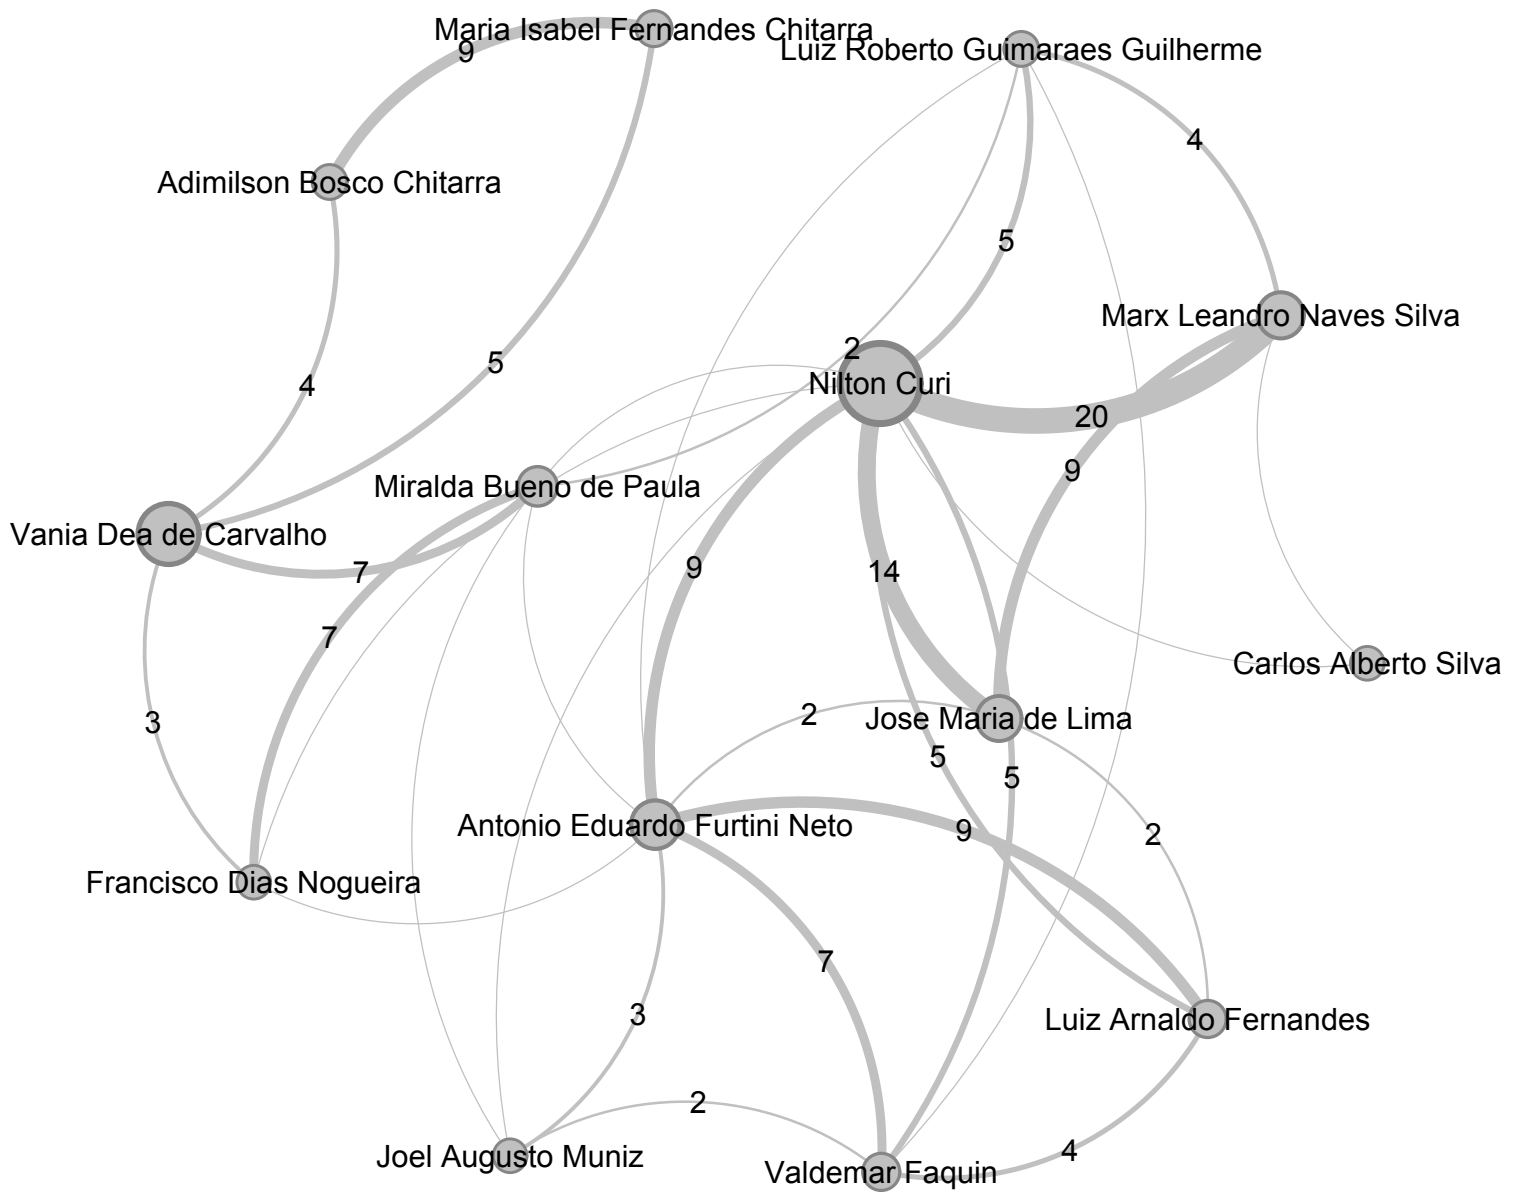 Maria Isabel Fernandes Chitarra
Luiz Roberto Guimaraes Guilherme
9
4
Adimilson Bosco Chitarra
5
Marx Leandro Naves Silva
2
5
Nilton Curi
4
20
9
Miralda Bueno de Paula
Vania Dea de Carvalho
7
9
14
7
Carlos Alberto Silva
3
2
Jose Maria de Lima
5
5
Antonio Eduardo Furtini Neto
9
2
Francisco Dias Nogueira
7
3
Luiz Arnaldo Fernandes
2
4
Joel Augusto Muniz
Valdemar Faquin